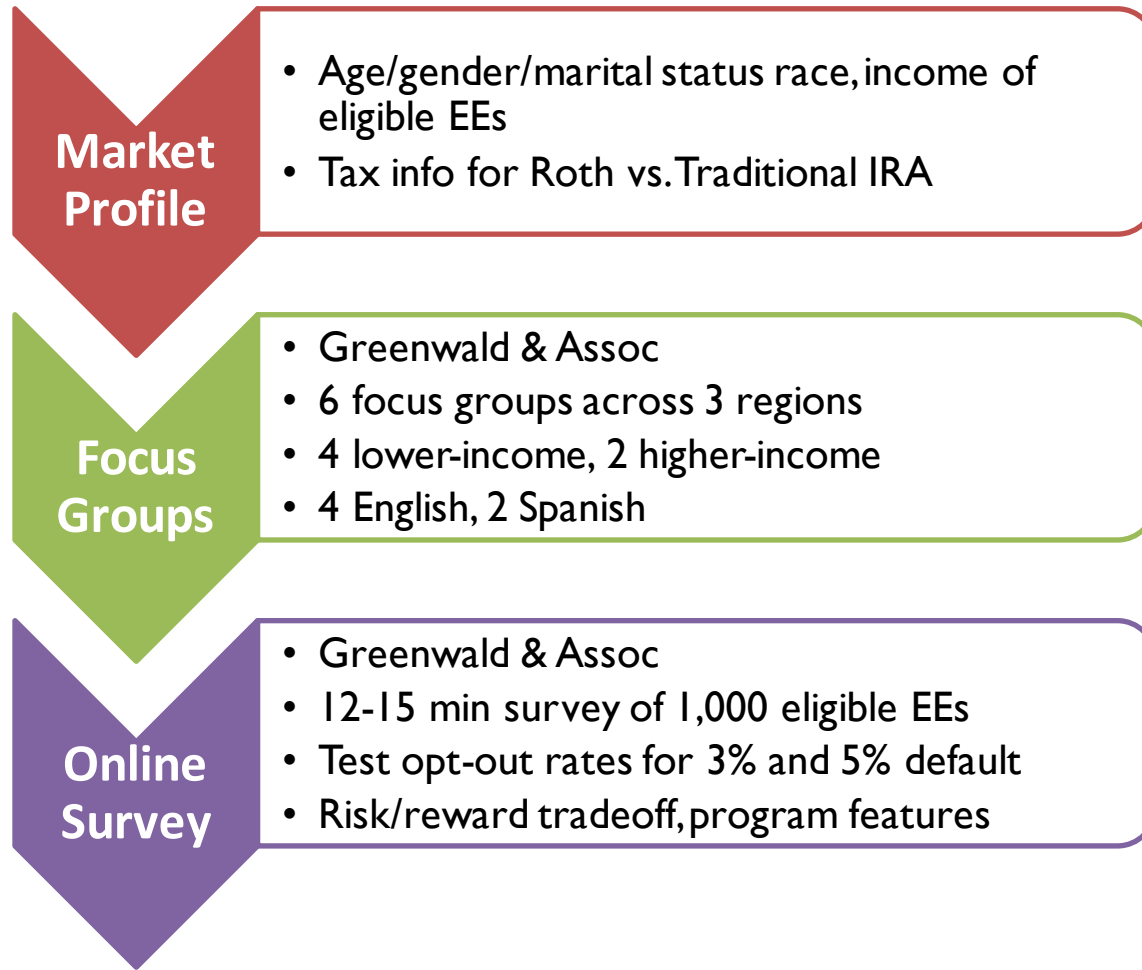 Market
Profile
• Age/gender/marital status race, income of
eligible EEs
• Tax info for Roth vs. Traditional IRA
Focus
Groups
• Greenwald & Assoc
• 6 focus groups across 3 regions
• 4 lower-income, 2 higher-income
• 4 English, 2 Spanish
Online
Survey
• Greenwald & Assoc
• 12-15 min survey of 1,000 eligible EEs
• Test opt-out rates for 3% and 5% default
• Risk/reward tradeoff, program features